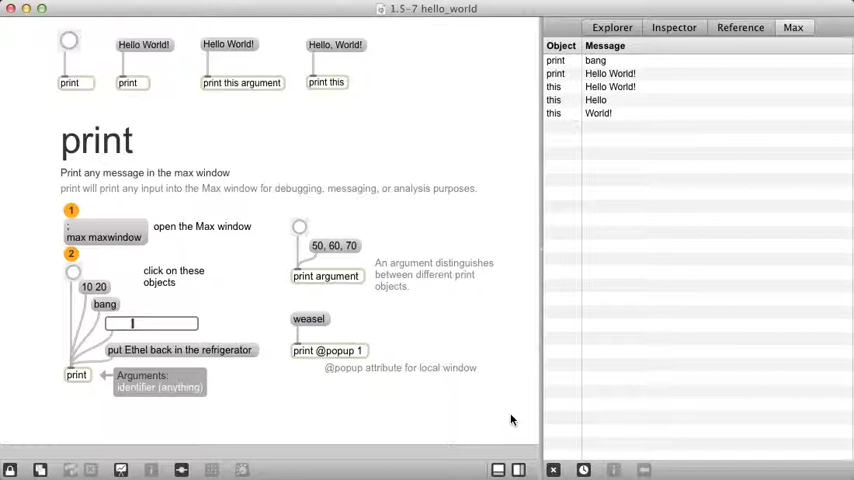 1.5-7 hello_world
Explorer Inspector Reference Max
Object Message
print bang
print Hello World!
this Hello World!
this Hello
this World!
Hello World! Hello World! Hello, World!
print print print this argument print this
print
Print any message in the max window
print will print any input into the Max window for debugging, messaging, or analysis purposes.
1
;
max maxwindow
open the Max window
2
click on these
objects
10 20
bang
put Ethel back in the refrigerator
print
Arguments:
identifier (anything)
50, 60, 70
print argument
An argument distinguishes
between different print
objects.
weasel
print @popup 1
@popup attribute for local window